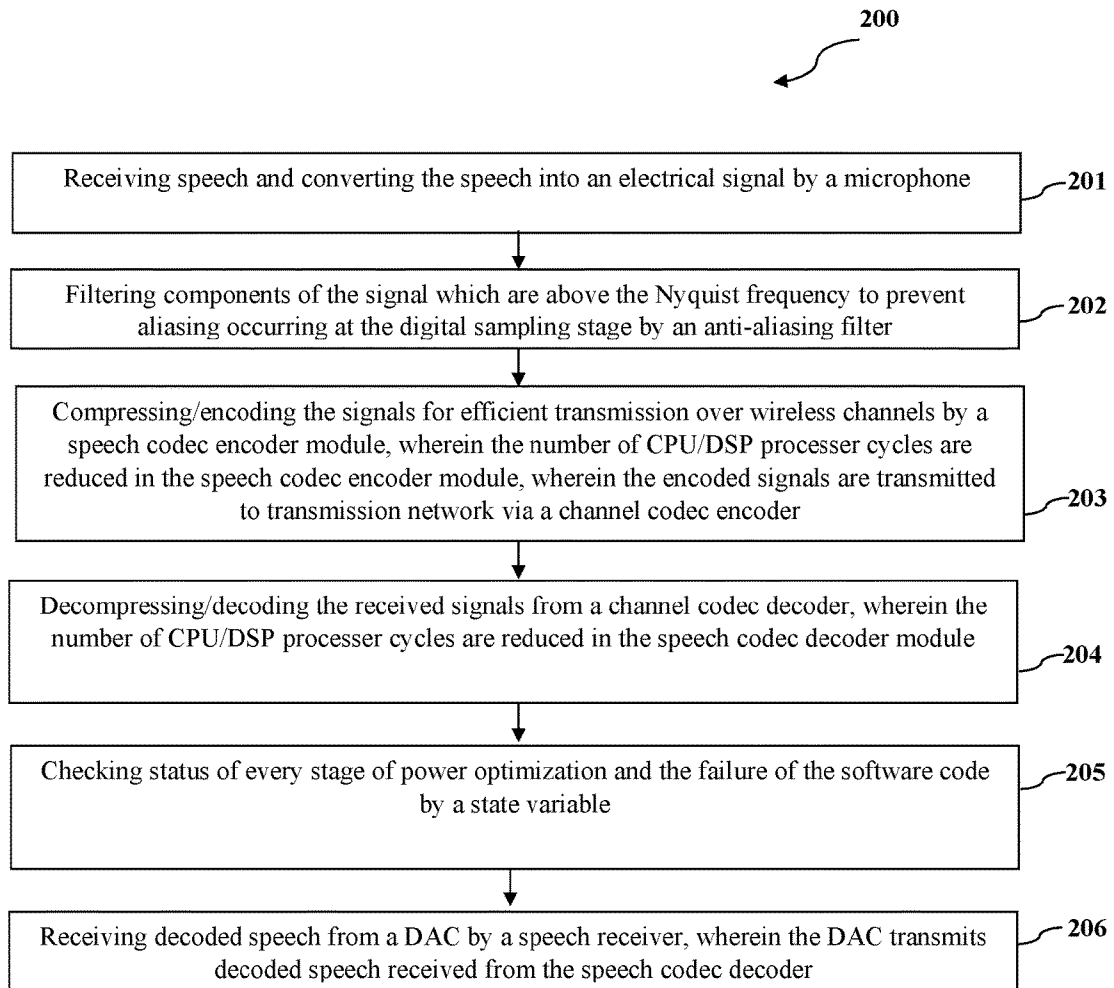 200
Receiving speech and converting the speech into an electrical signal by a microphone
201
Filtering components of the signal which are above the Nyquist frequency to prevent
aliasing occurring at the digital sampling stage by an anti-aliasing filter
202
Compressing/encoding the signals for efficient transmission over wireless channels by a
speech codec encoder module, wherein the number of CPU/DSP processer cycles are
reduced in the speech codec encoder module, wherein the encoded signals are transmitted
to transmission network via a channel codec encoder
203
Decompressing/decoding the received signals from a channel codec decoder, wherein the
number of CPU/DSP processer cycles are reduced in the speech codec decoder module
204
Checking status of every stage of power optimization and the failure of the software code
by a state variable
205
Receiving decoded speech from a DAC by a speech receiver, wherein the DAC transmits
decoded speech received from the speech codec decoder
206